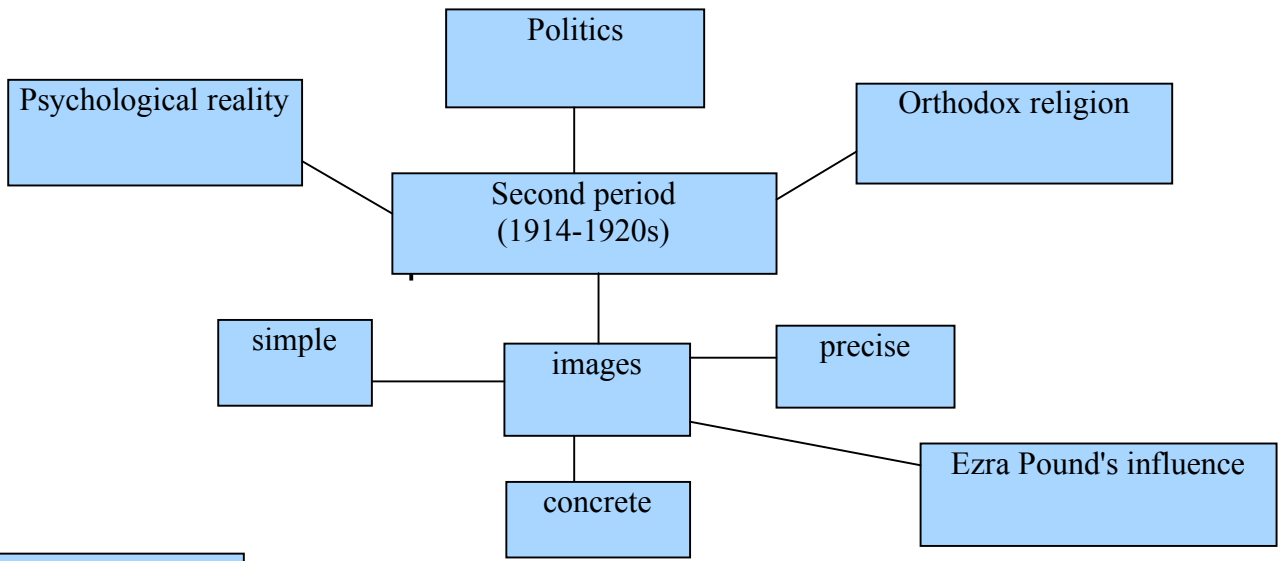 Politics
Psychological reality
Orthodox religion
Second period
(1914-1920s)
simple
images
precise
Ezra Pound's influence
concrete